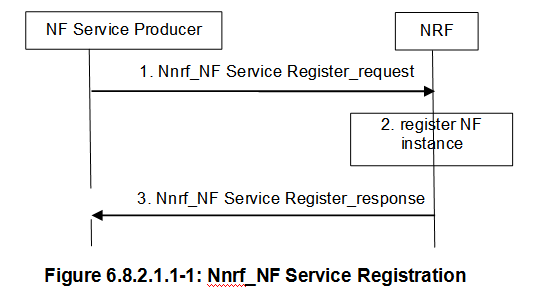 NF Service Producer
NRF
1. Nnrf_NF Service Register_request
2. register NF
instance
3. Nnrf_NF Service Register_response
Figure 6.8.2.1.1-1: Nnrf_NF Service Registration